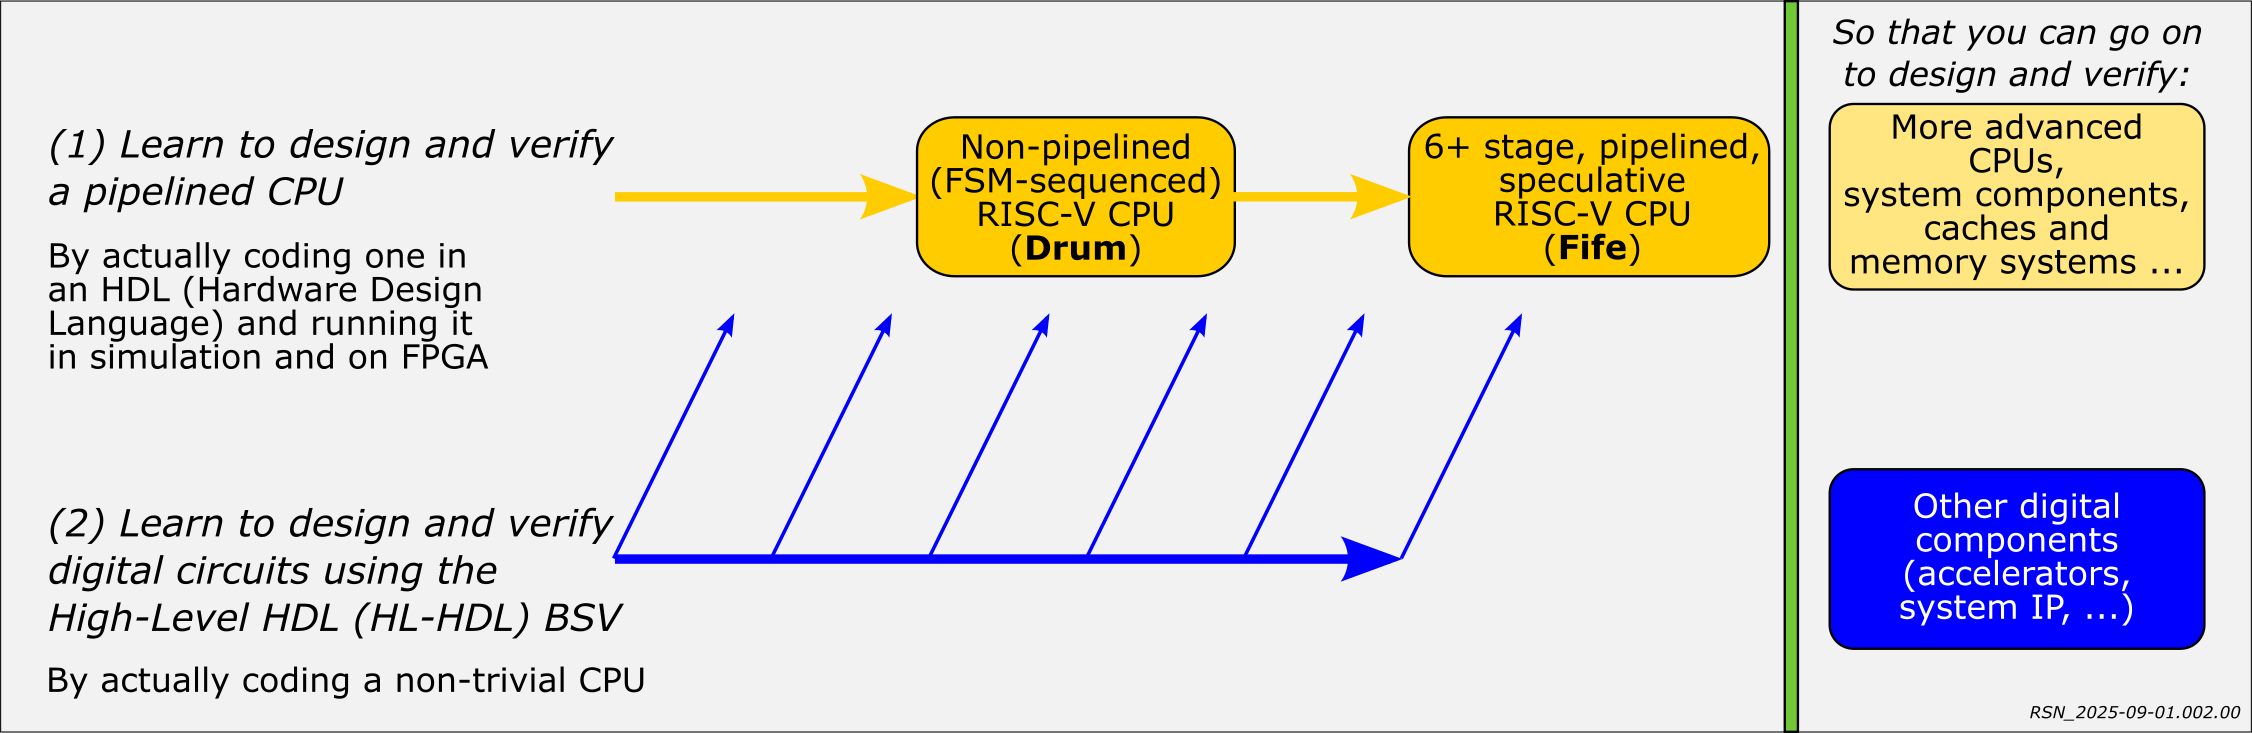 (1) Learn to design and verify
a pipelined CPU
By actually coding one in
an HDL (Hardware Design
Language) and running it
in simulation and on FPGA
Non-pipelined
(FSM-sequenced)
RISC-V CPU
(Drum)
6+ stage, pipelined,
speculative
RISC-V CPU
(Fife)
(2) Learn to design and verify
digital circuits using the
High-Level HDL (HL-HDL) BSV
By actually coding a non-trivial CPU
So that you can go on
to design and verify:
More advanced
CPUs,
system components,
caches and
memory systems ...
Other digital
components
(accelerators,
system IP, ...)
RSN_2025-09-01.002.00